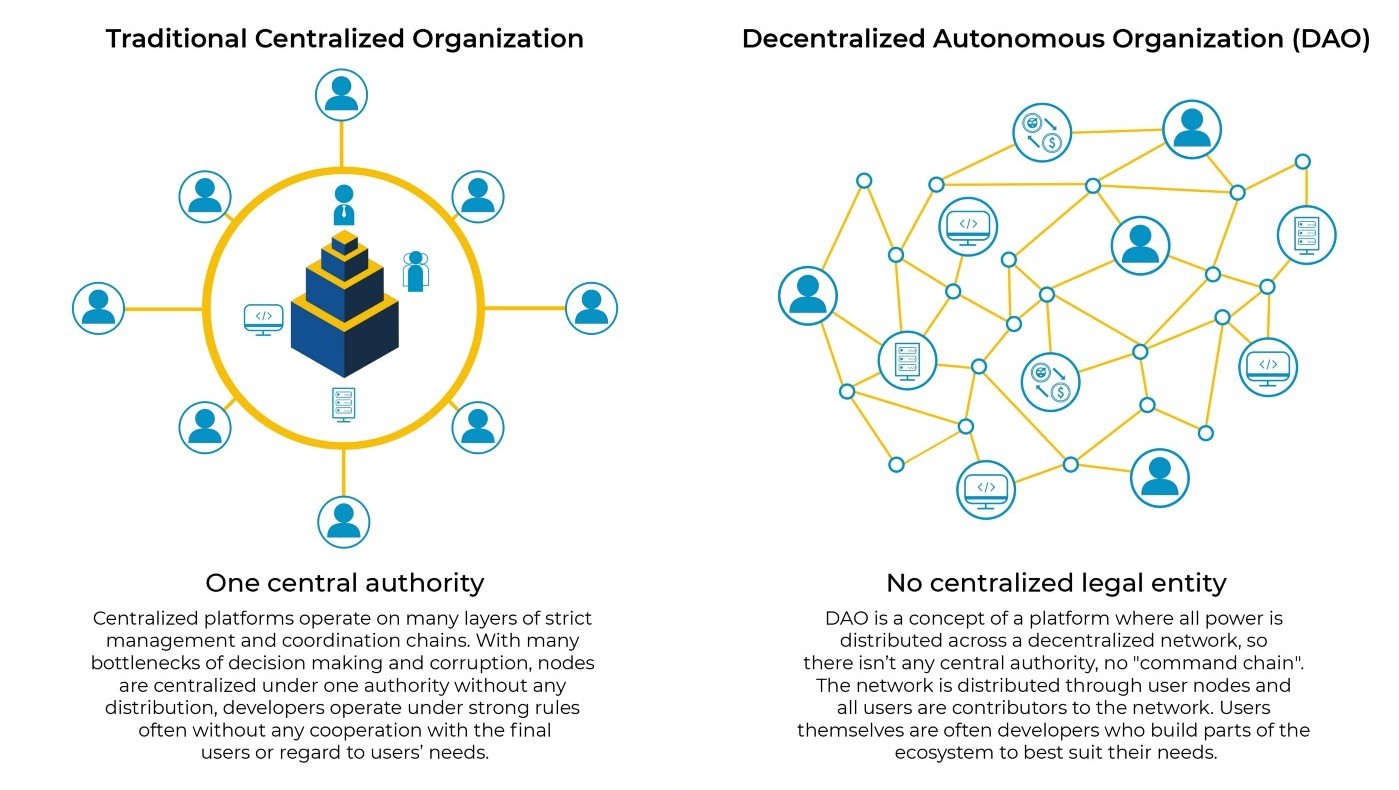 Traditional Centralized Organization
One central authority
Centralized platforms operate on many layers of strict
management and coordination chains. With many
bottlenecks of decision making and corruption, nodes
are centralized under one authority without any
distribution, developers operate under strong rules
often without any cooperation with the final
users or regard to users’ needs.
Decentralized Autonomous Organization (DAO)
</>
$
</>
</>
$
</>
No centralized legal entity
DAO is a concept of a platform where all power is
distributed across a decentralized network, so
there isn’t any central authority, no "command chain".
The network is distributed through user nodes and
all users are contributors to the network. Users
themselves are often developers who build parts of the
ecosystem to best suit their needs.